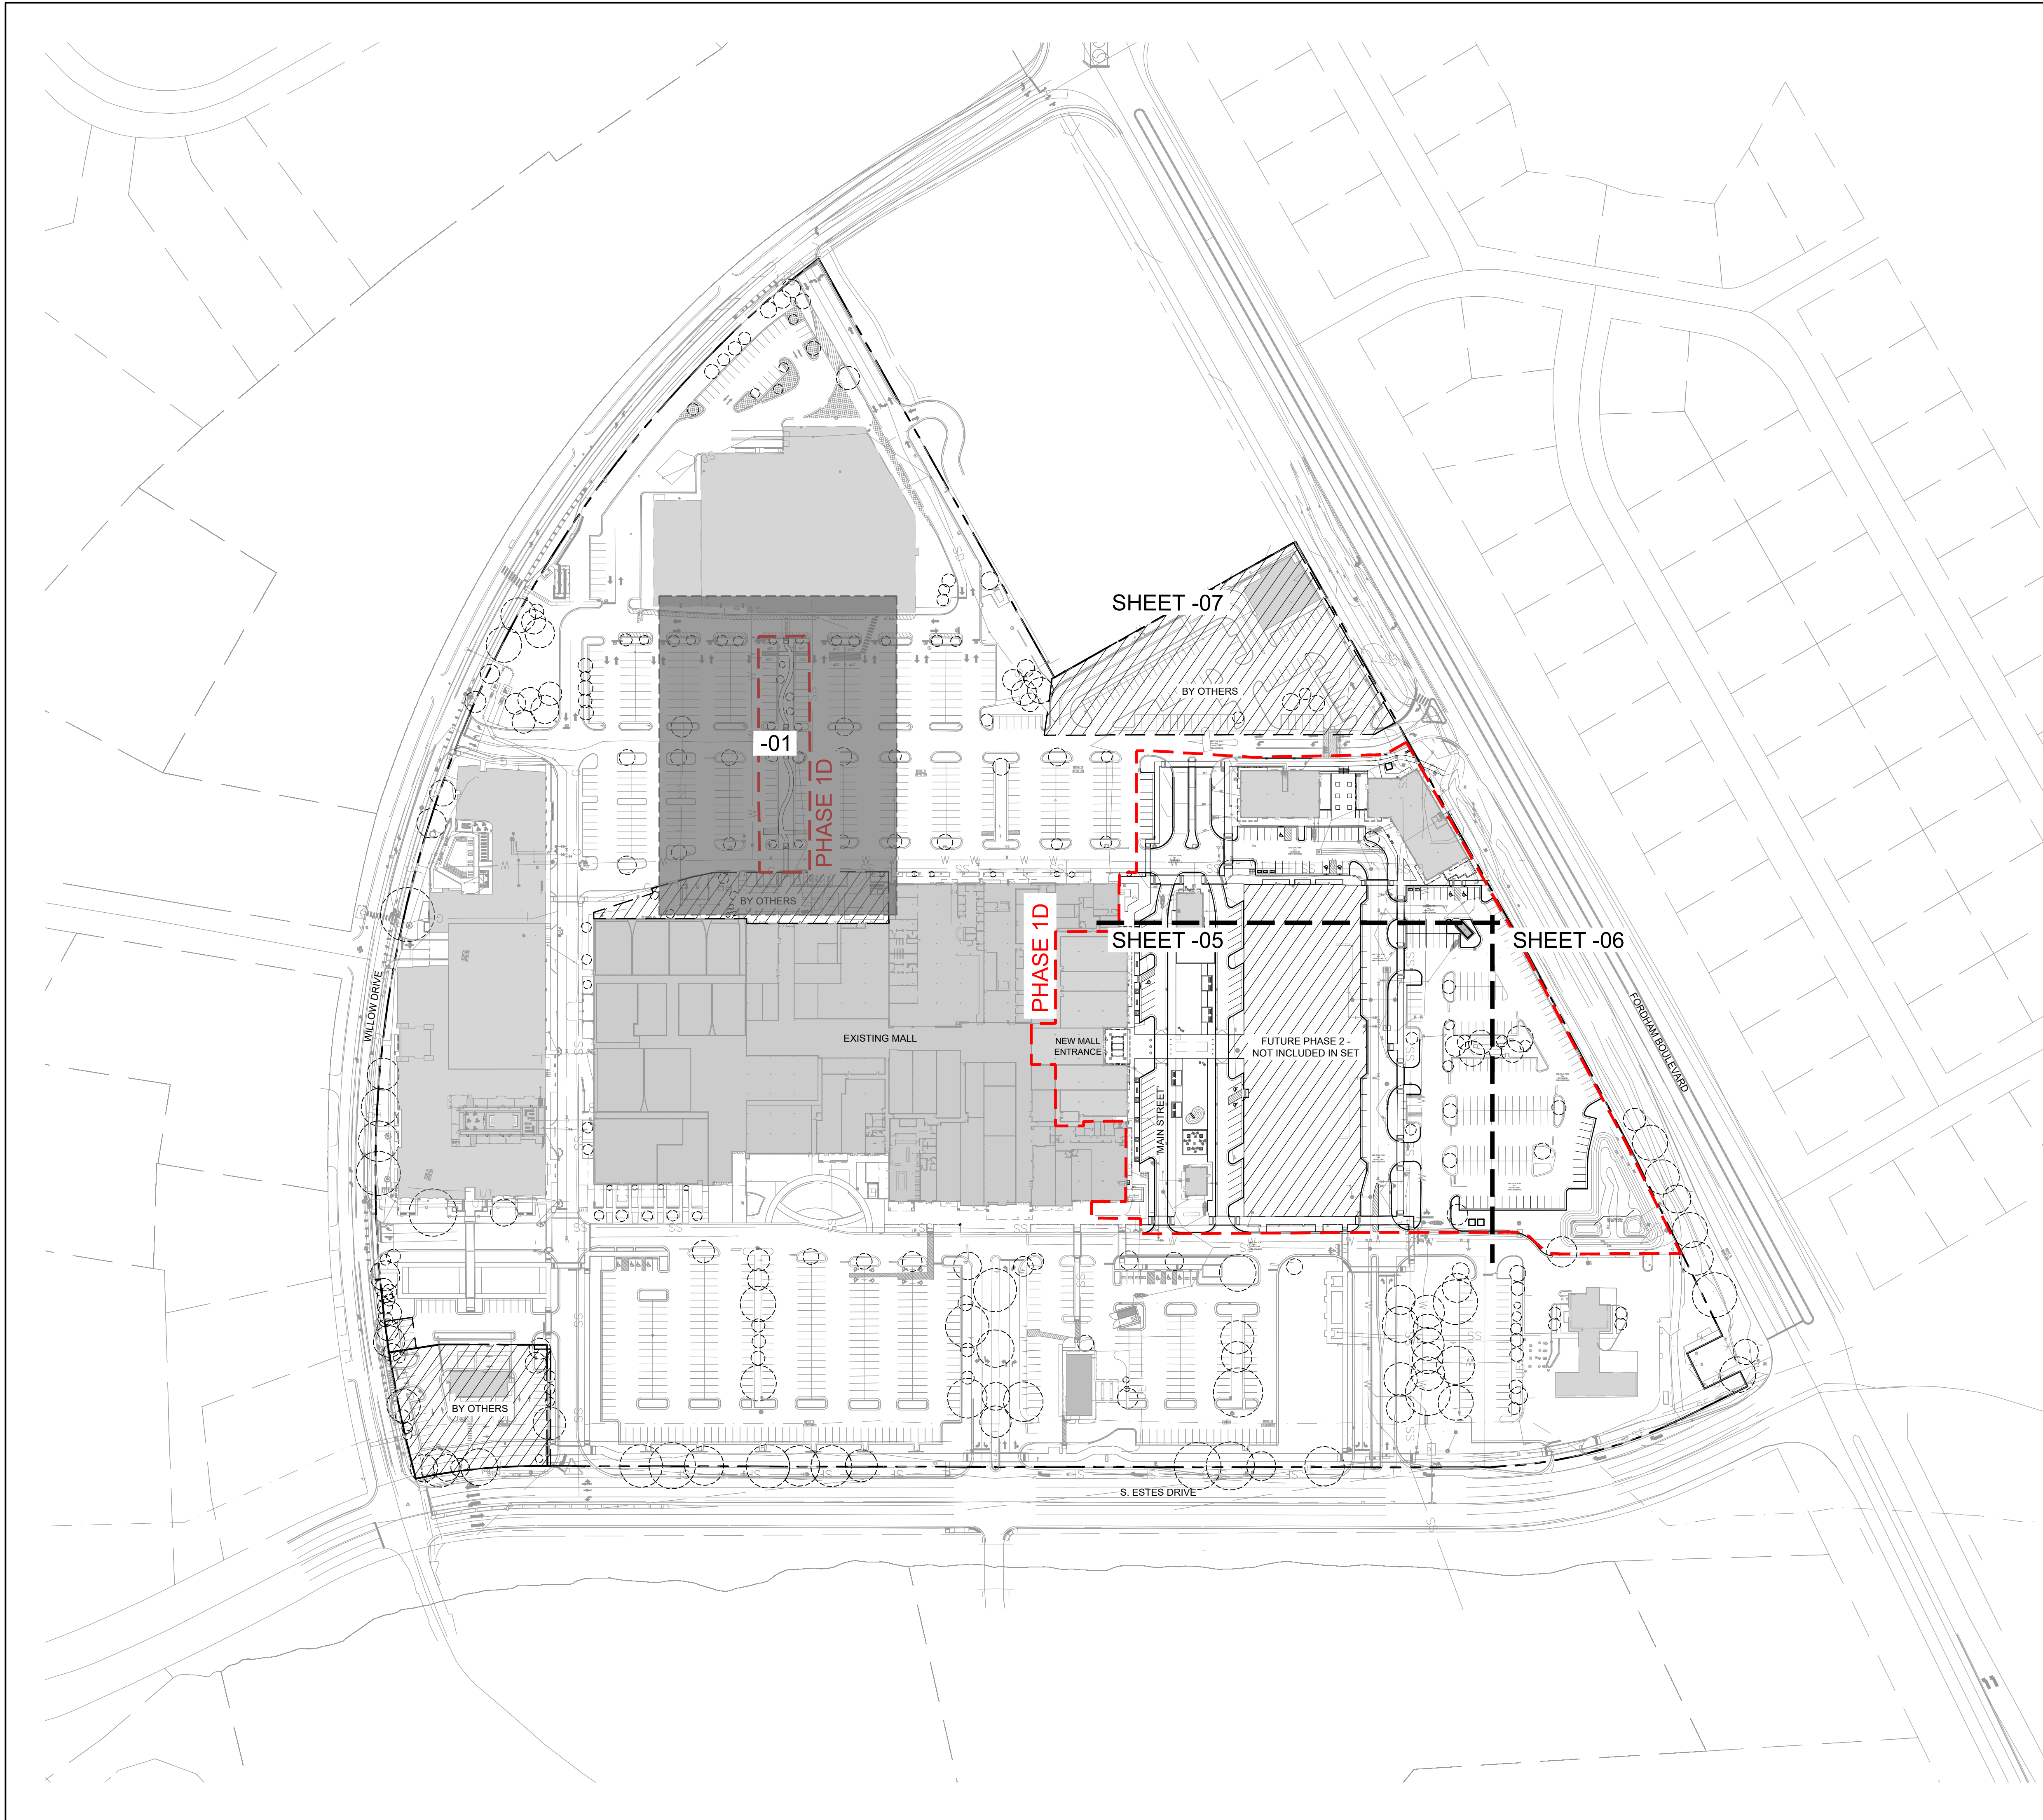 SHEET -07
BY OTHERS
-01
PHASE 1D
BY OTHERS
PHASE 1D
SHEET -05
SHEET -06
WILLOW DRIVE
EXISTING MALL
NEW MALL
ENTRANCE
'MAIN STREET'
FUTURE PHASE 2 -
NOT INCLUDED IN SET
FORDHAM BOULEVARD
BY OTHERS
S. ESTES DRIVE